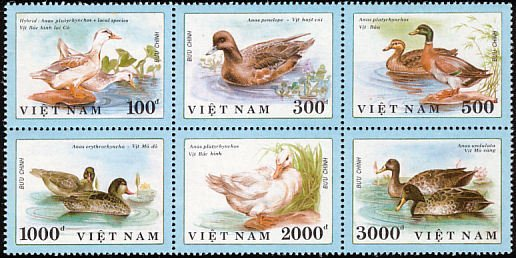 Hybrid: Anas platyrhynchos + local species
Vịt Bắc kinh lai Cỏ
BƯU CHÍNH
100đ
VIỆT NAM
Anas penelope - Vịt huýt cói
BƯU CHÍNH
VIỆT NAM
300đ
Anas platyrhynchos
Vịt Bầu
BƯU CHÍNH
VIỆT NAM
500đ
Anas erythrorhyncha - Vịt Mỏ đỏ
BƯU CHÍNH
1000đ
VIỆT NAM
Anas platyrhynchos
Vịt Bắc kinh
BƯU CHÍNH
VIỆT NAM
2000đ
Anas undulata
Vịt Mỏ vàng
BƯU CHÍNH
3000đ
VIỆT NAM